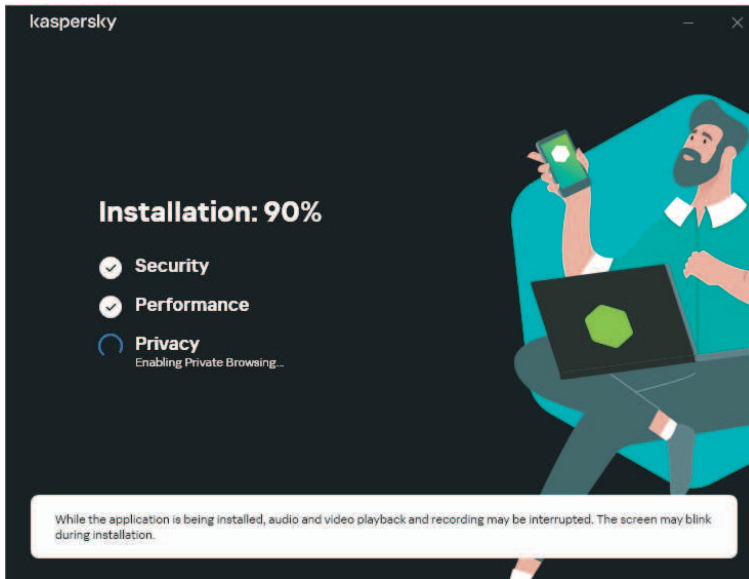 kaspersky
Installation: 90%
Security
Performance
Privacy
Enabling Private Browsing...
While the application is being installed, audio and video playback and recording may be interrupted. The screen may blink
during installation.